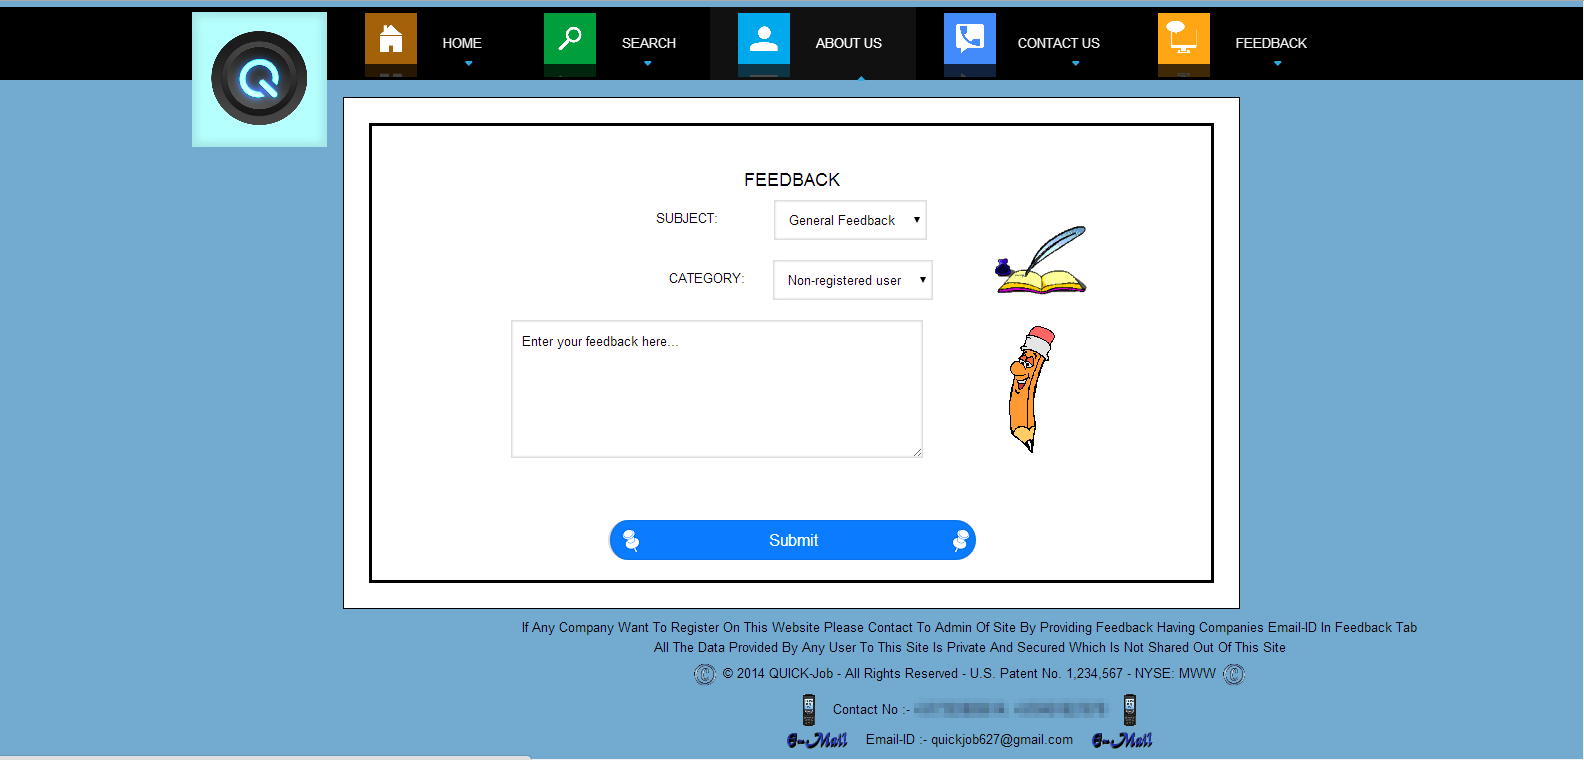 HOME
SEARCH
ABOUT US
CONTACT US
FEEDBACK
FEEDBACK
SUBJECT:
General Feedback
CATEGORY:
Non-registered user
Enter your feedback here...
Submit
If Any Company Want To Register On This Website Please Contact To Admin Of Site By Providing Feedback Having Companies Email-ID In Feedback Tab
All The Data Provided By Any User To This Site Is Private And Secured Which Is Not Shared Out Of This Site
© © 2014 QUICK-Job - All Rights Reserved - U.S. Patent No. 1,234,567 - NYSE: MWW ©
Contact No :-
E-Mail Email-ID :- quickjob627@gmail.com E-Mail